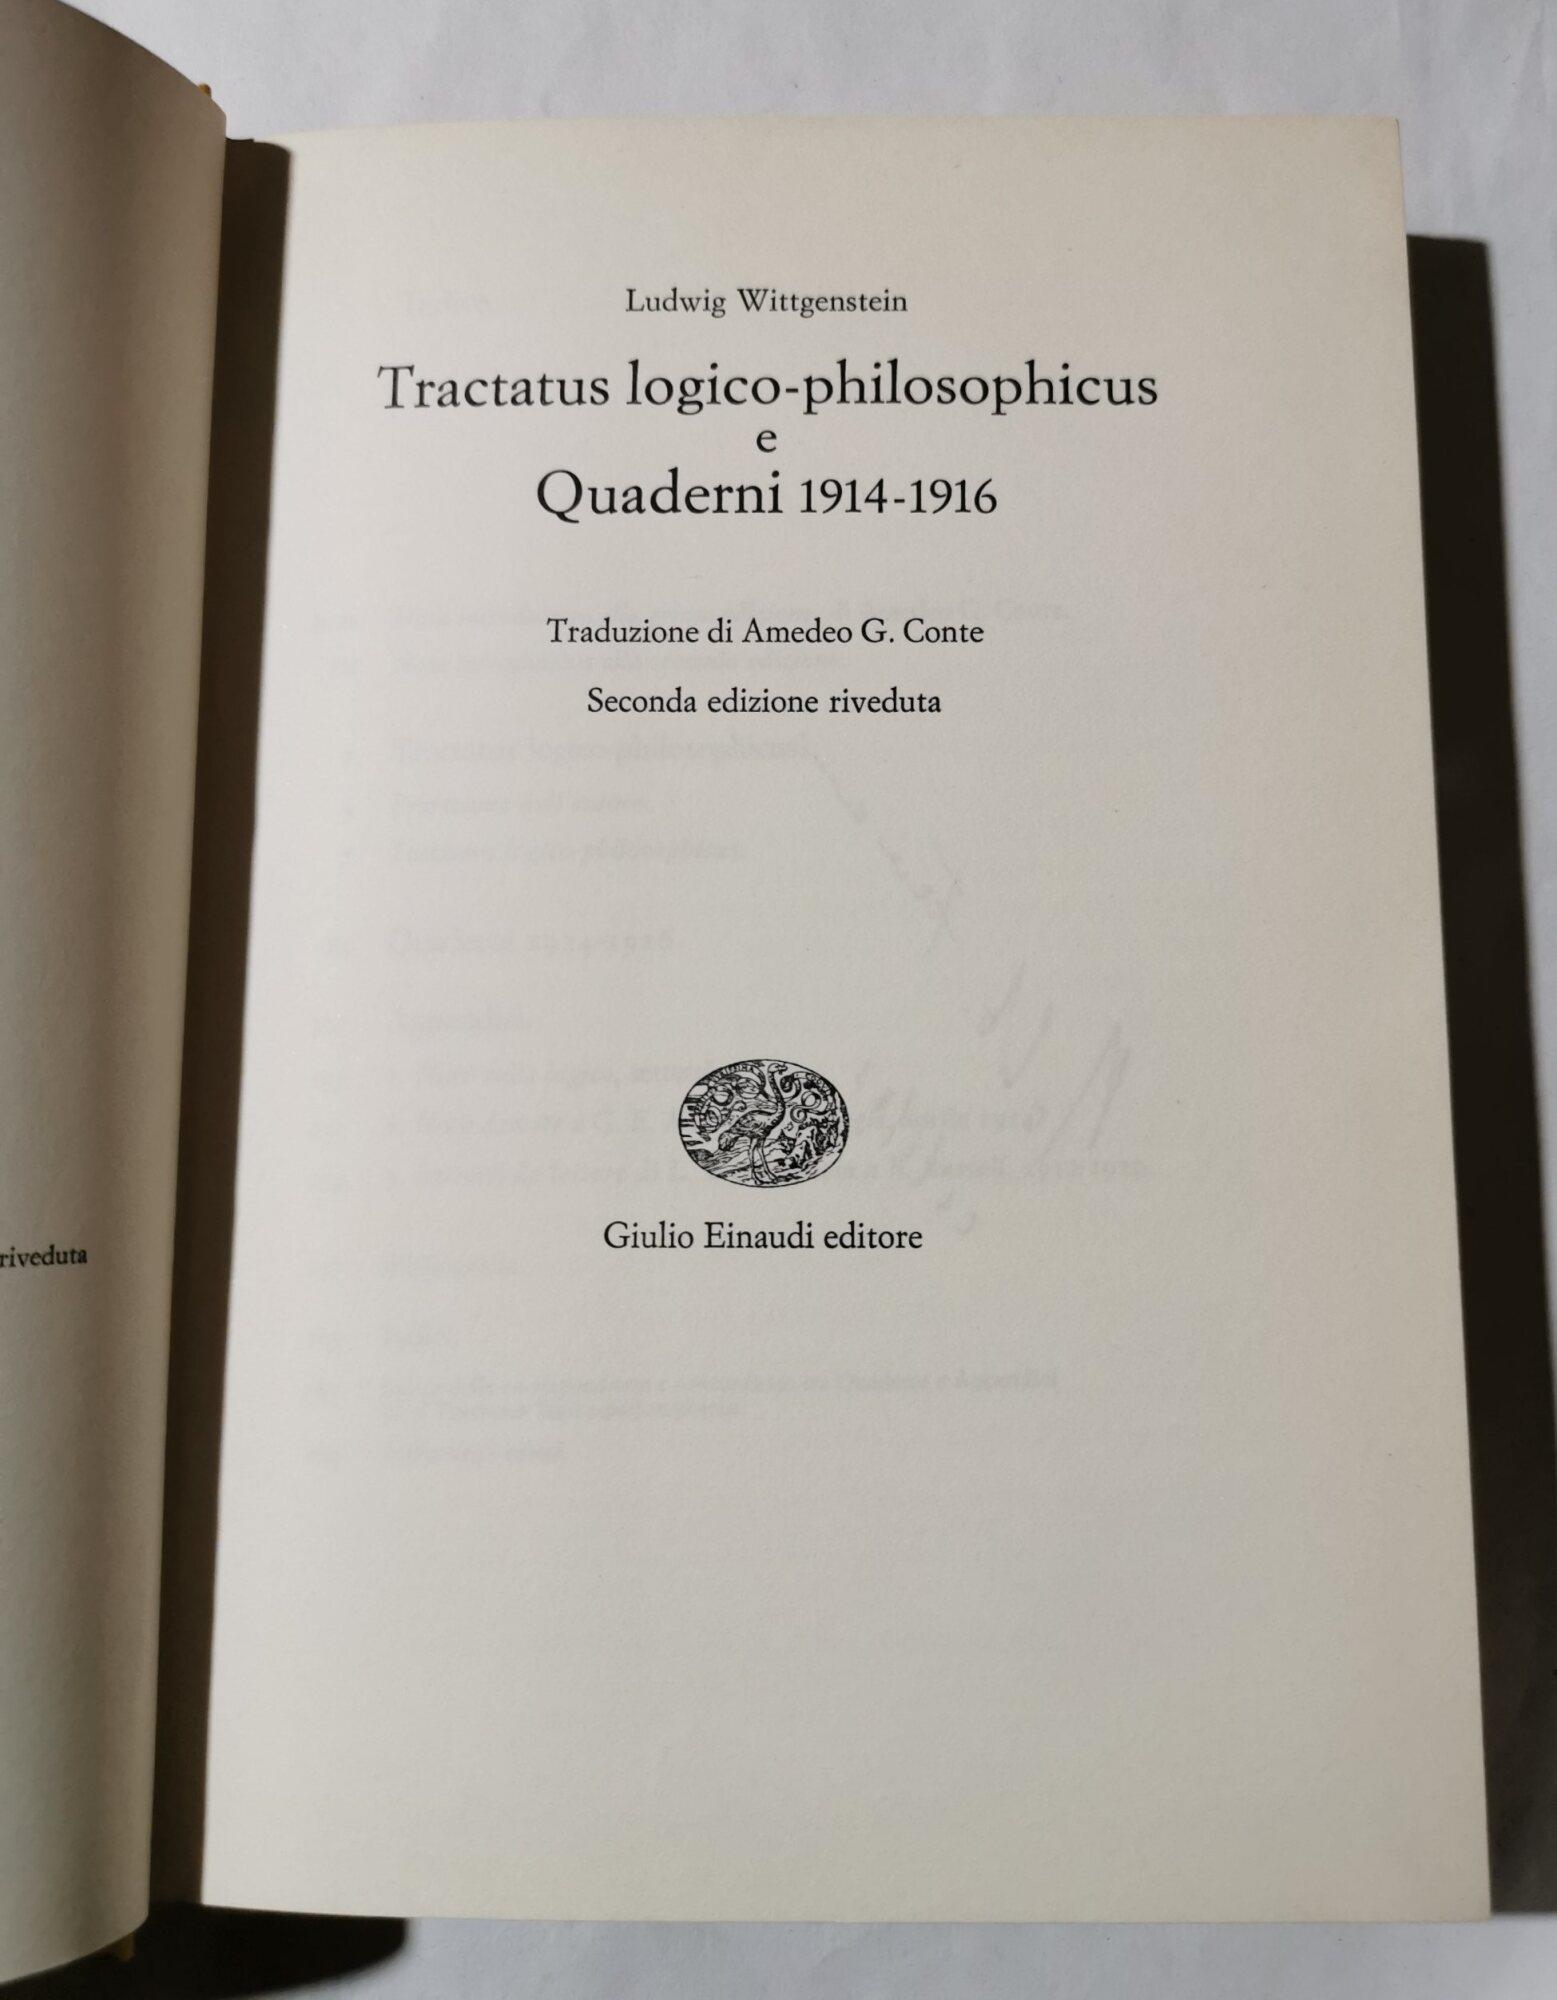 Ludwig Wittgenstein
Tractatus logico-philosophicus
e
Quaderni 1914-1916
Traduzione di Amedeo G. Conte
Seconda edizione riveduta
Giulio Einaudi editore
riveduta